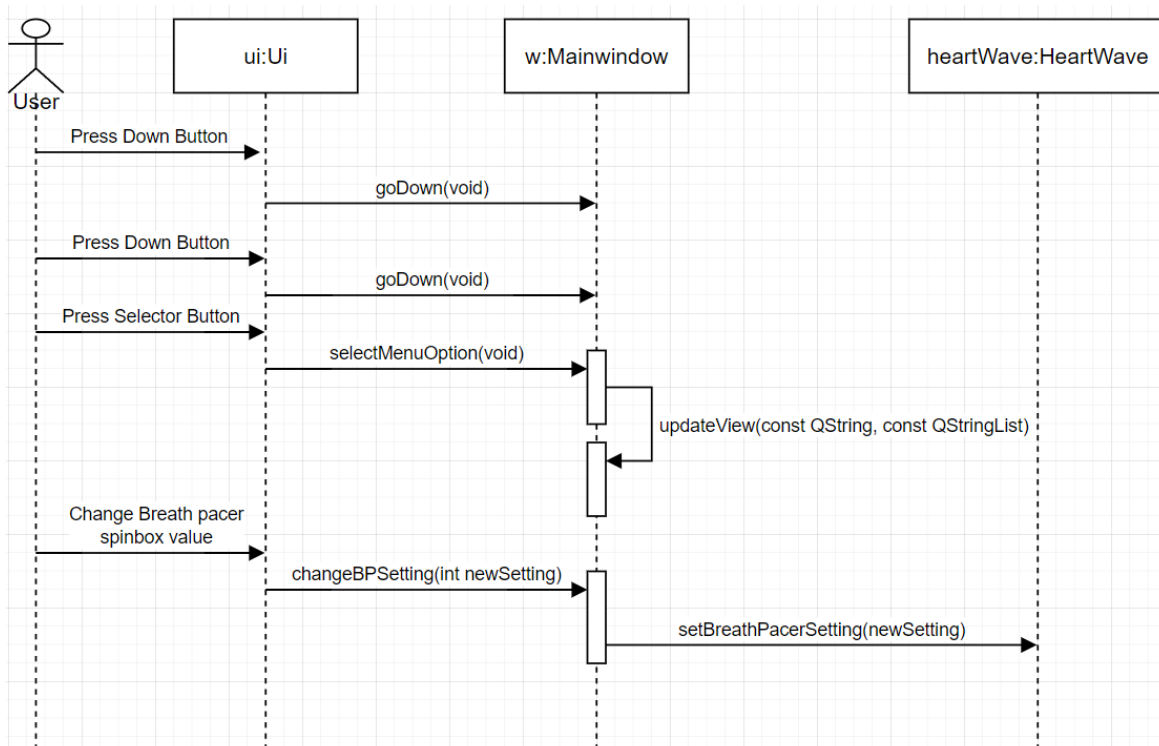 ui:Ui
w:Mainwindow
heartWave:HeartWave
User
Press Down Button
goDown(void)
Press Down Button
goDown(void)
Press Selector Button
selectMenuOption(void)
updateView(const QString, const QStringList)
Change Breath pacer
spinbox value
changeBPSetting(int newSetting)
setBreathPacerSetting(newSetting)